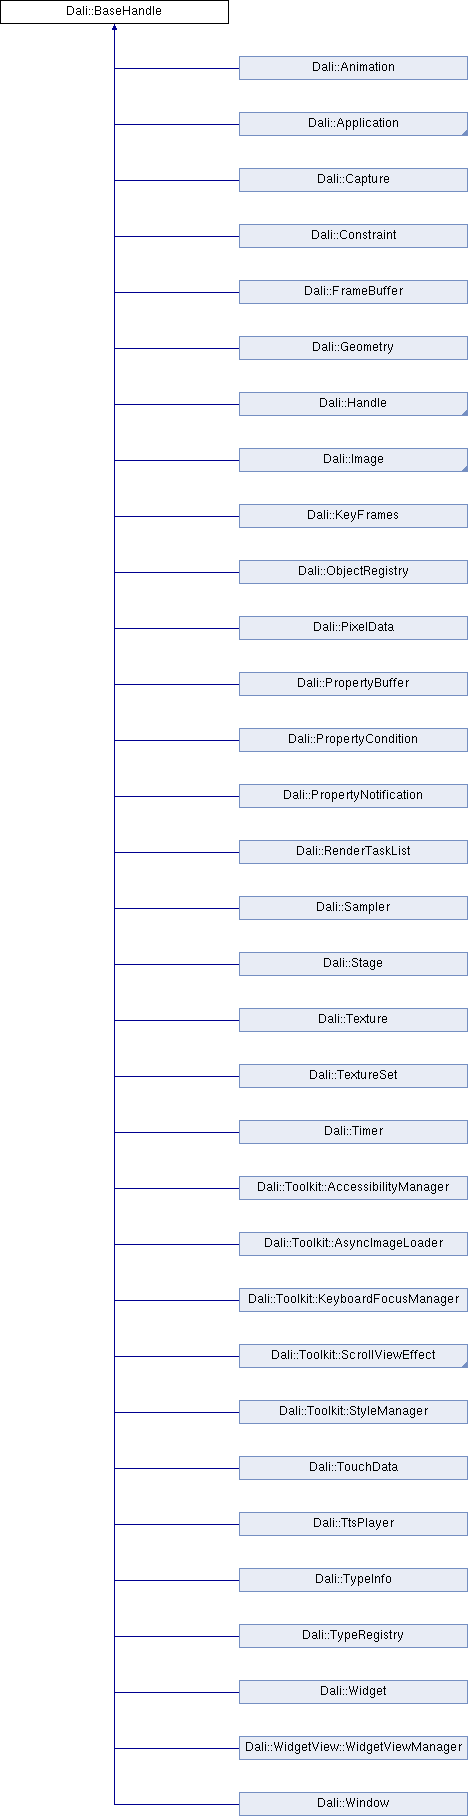 Dali::BaseHandle
Dali::Animation
Dali::Application
Dali::Capture
Dali::Constraint
Dali::FrameBuffer
Dali::Geometry
Dali::Handle
Dali::Image
Dali::KeyFrames
Dali::ObjectRegistry
Dali::PixelData
Dali::PropertyBuffer
Dali::PropertyCondition
Dali::PropertyNotification
Dali::RenderTaskList
Dali::Sampler
Dali::Stage
Dali::Texture
Dali::TextureSet
Dali::Timer
Dali::Toolkit::AccessibilityManager
Dali::Toolkit::AsyncImageLoader
Dali::Toolkit::KeyboardFocusManager
Dali::Toolkit::ScrollViewEffect
Dali::Toolkit::StyleManager
Dali::TouchData
Dali::TtsPlayer
Dali::TypeInfo
Dali::TypeRegistry
Dali::Widget
Dali::WidgetView::WidgetViewManager
Dali::Window